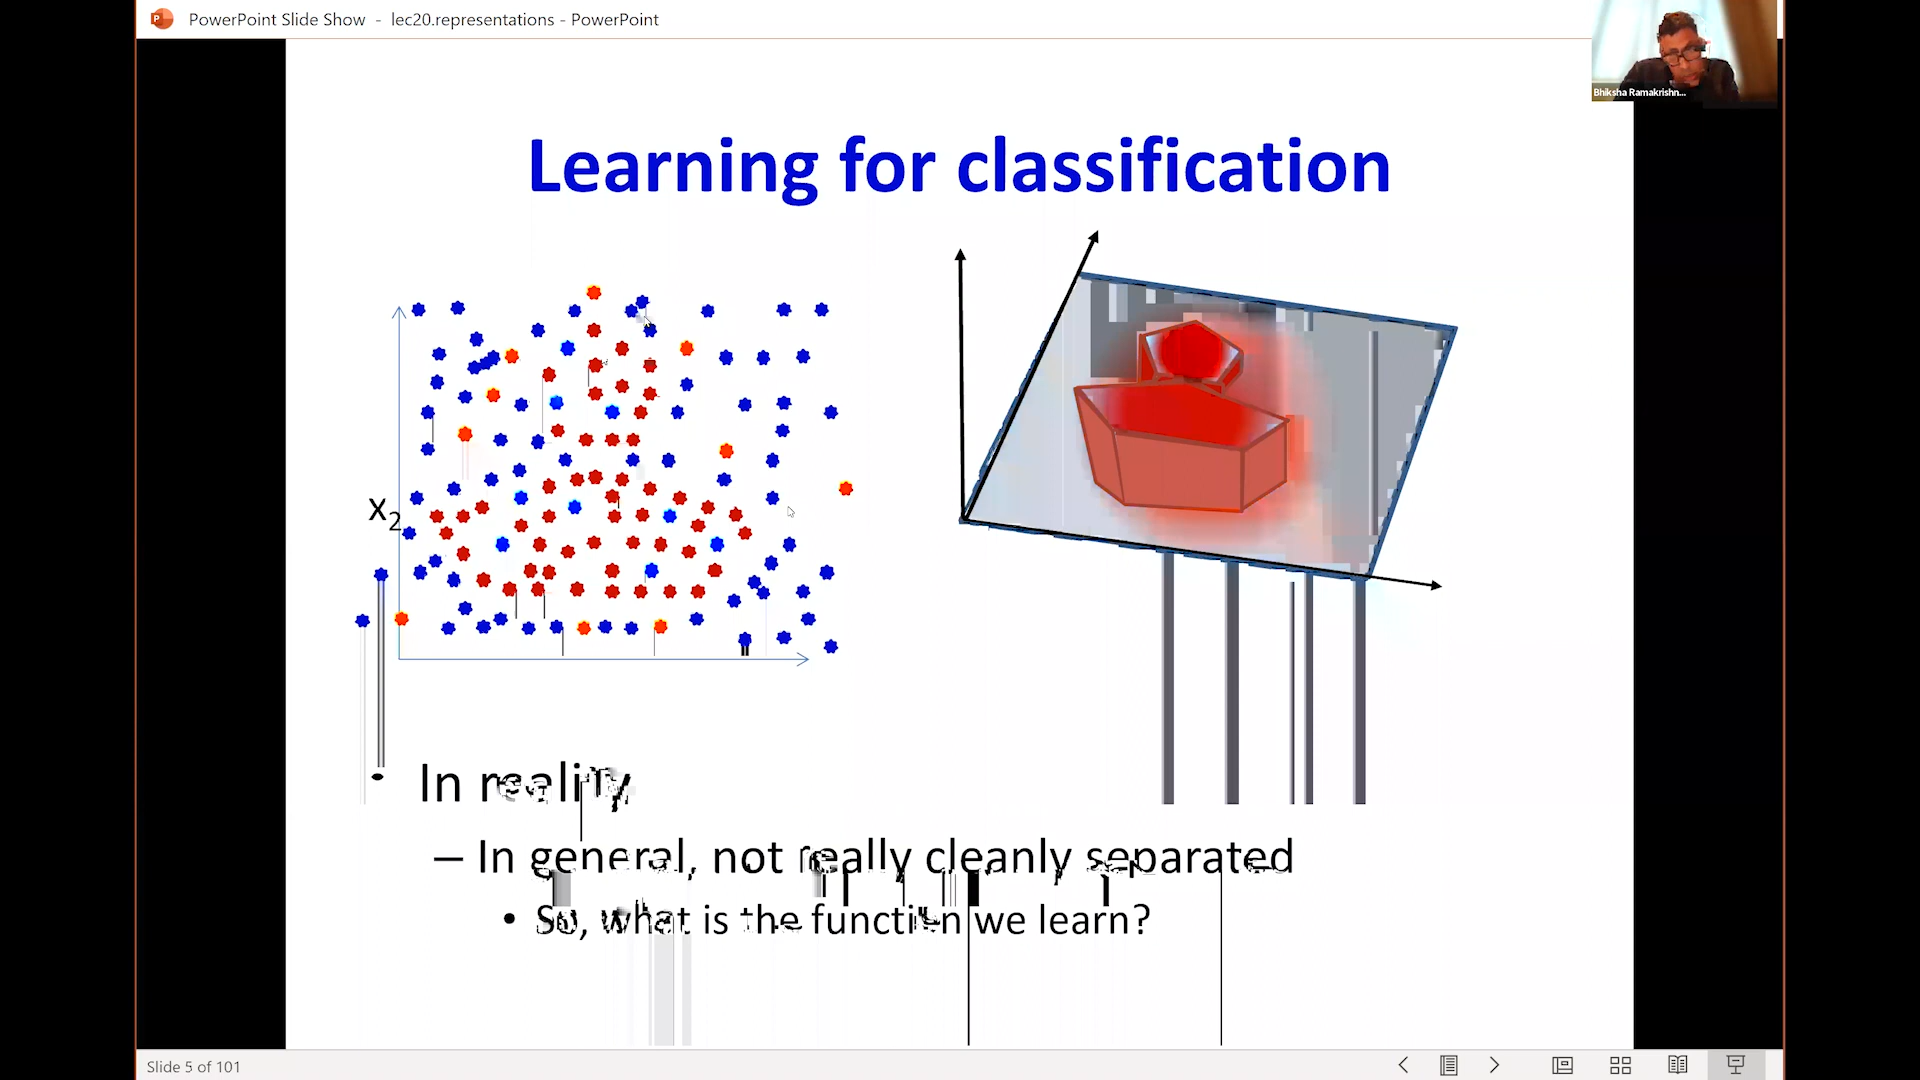 PowerPoint Slide Show - lec20.representations - PowerPoint
Bhiksha Ramakrishn...
Learning for classification
x2
• In reality
– In general, not really cleanly separated
• So, what is the function we learn?
Slide 5 of 101